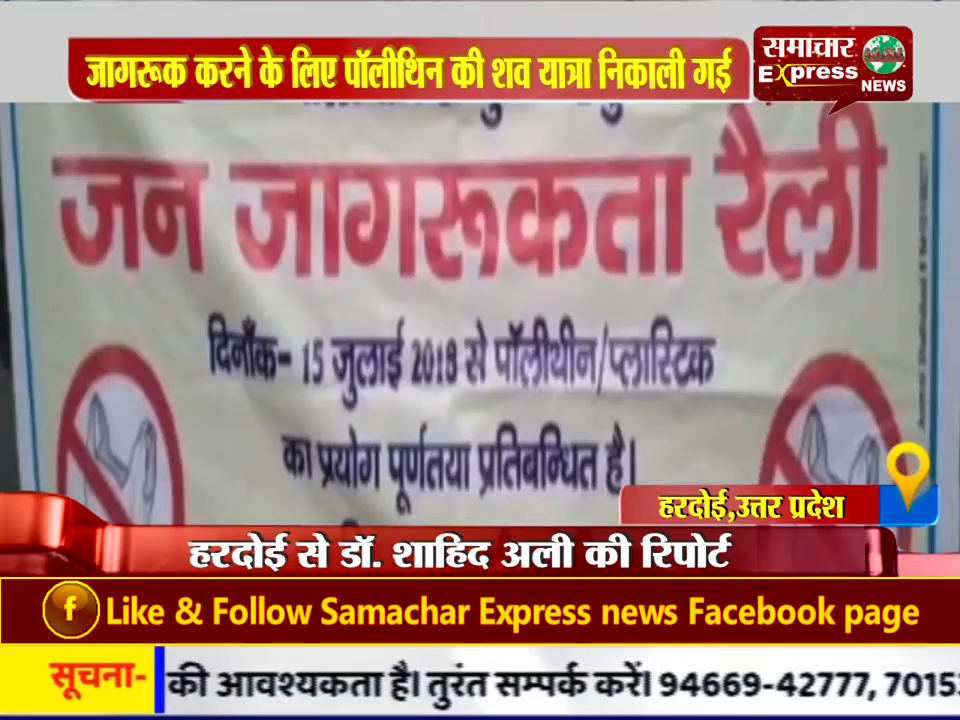 जागरूक करने के लिए पॉलीथिन की शव यात्रा निकाली गई
समाचार
Express
NEWS
जन जागरूकता रैली
दिनाँक- 15 जुलाई 2018 से पॉलीथीन/प्लास्टिक
का प्रयोग पूर्णतया प्रतिबन्धित है।
हरदोई,उत्तर प्रदेश
हरदोई से डॉ. शाहिद अली की रिपोर्ट
f Like & Follow Samachar Express news Facebook page
सूचना- की आवश्यकता है। तुरंत सम्पर्क करें। 94669-42777, 7015